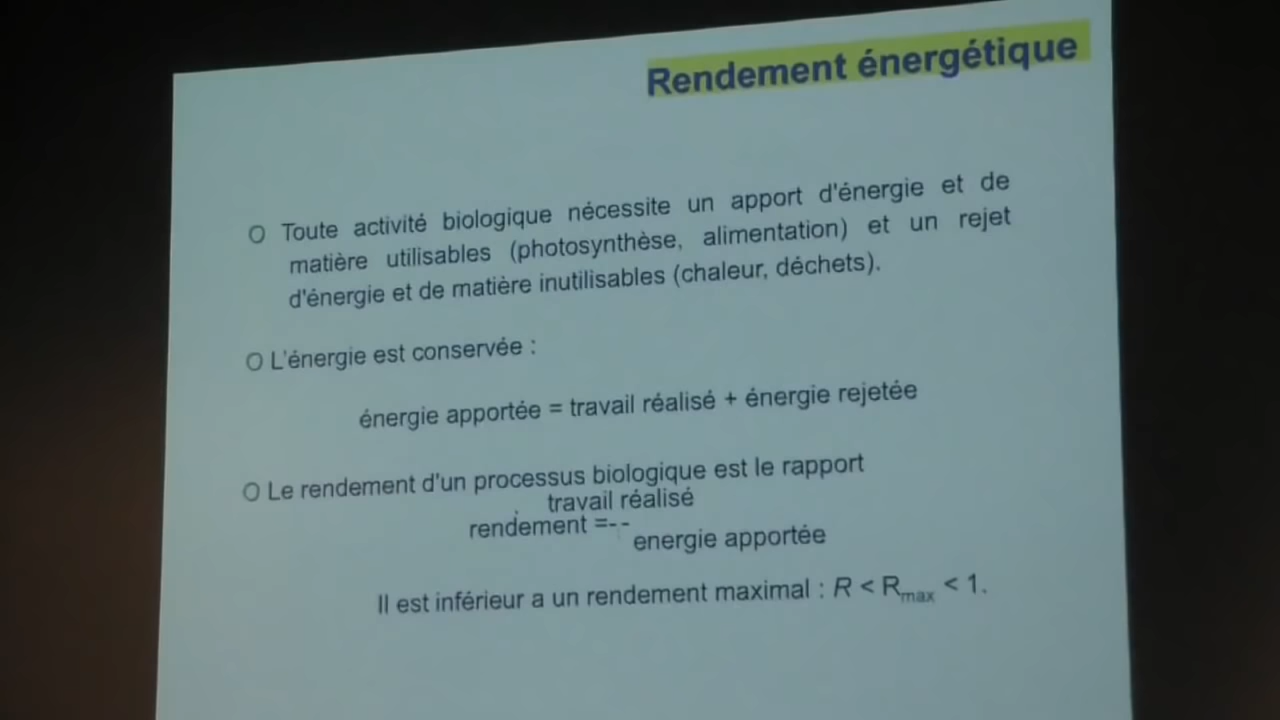 Rendement énergétique
O Toute activité biologique nécessite un apport d'énergie et de
matière utilisables (photosynthèse, alimentation) et un rejet
d'énergie et de matière inutilisables (chaleur, déchets).
O L'énergie est conservée :
énergie apportée = travail réalisé + énergie rejetée
O Le rendement d'un processus biologique est le rapport
travail réalisé
rendement =- -
energie apportée
Il est inférieur a un rendement maximal : R < Rmax < 1.